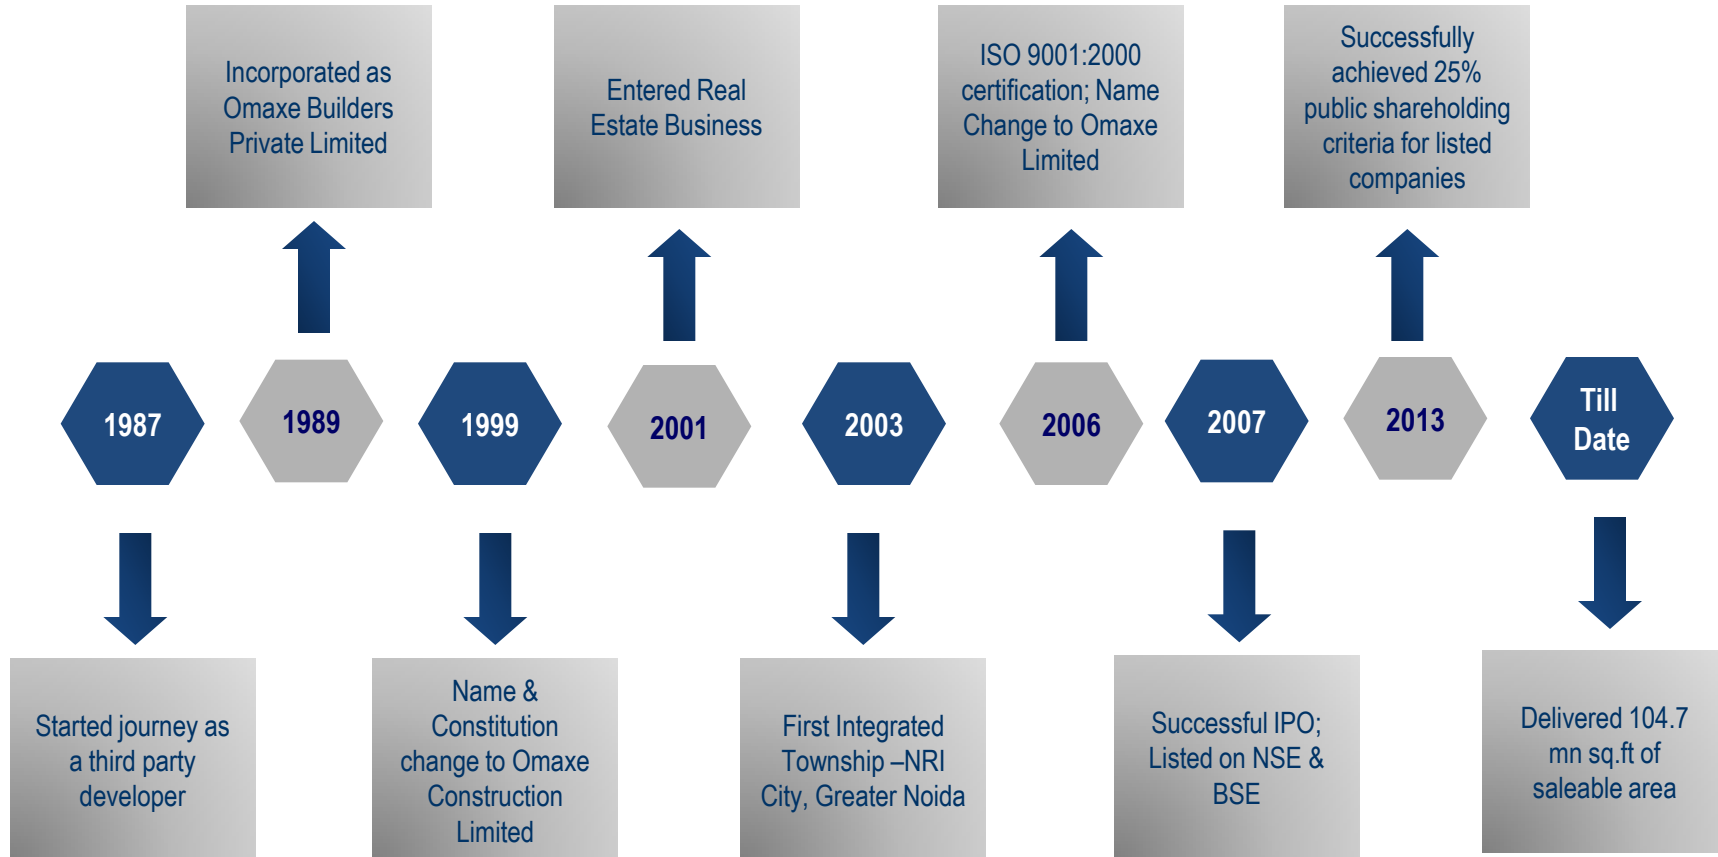 Incorporated as
Omaxe Builders
Private Limited
Entered Real
Estate Business
ISO 9001:2000
certification; Name
Change to Omaxe
Limited
Successfully
achieved 25%
public shareholding
criteria for listed
companies
1987
1989
1999
2001
2003
2006
2007
2013
Till
Date
Started journey as
a third party
developer
Name &
Constitution
change to Omaxe
Construction
Limited
First Integrated
Township –NRI
City, Greater Noida
Successful IPO;
Listed on NSE &
BSE
Delivered 104.7
mn sq.ft of
saleable area